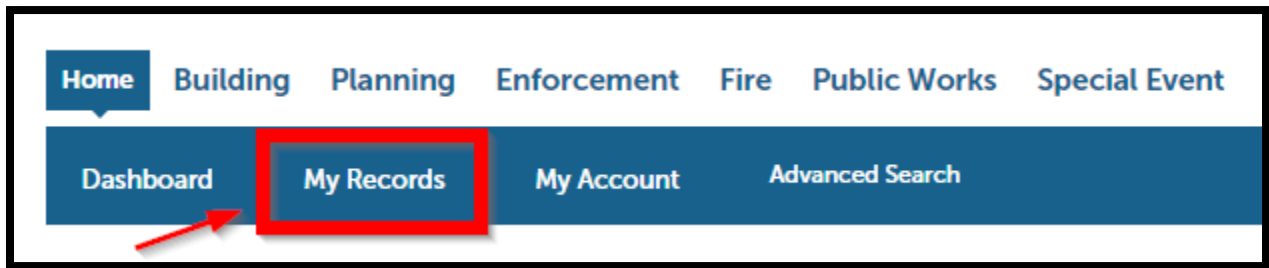 Home Building Planning Enforcement Fire Public Works Special Event
Dashboard My Records My Account Advanced Search